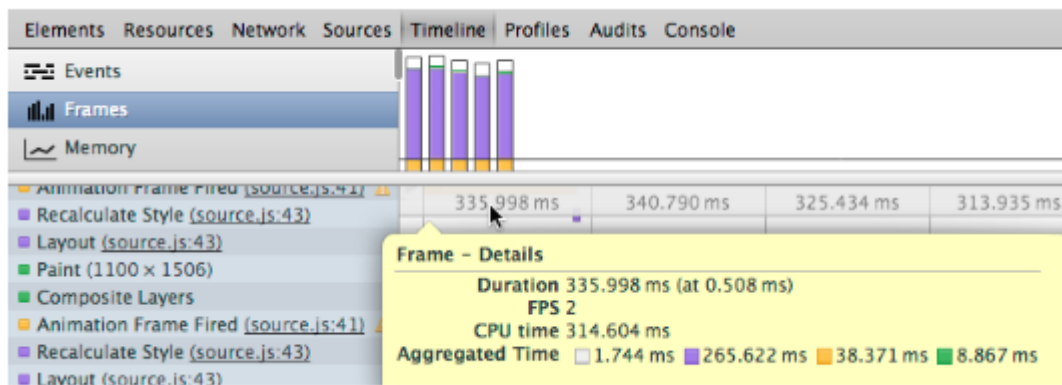 Elements Resources Network Sources Timeline Profiles Audits Console
Events
Frames
Memory
Animation Frame Fired (source.js:41)
335.998 ms 340.790 ms 325.434 ms 313.935 ms
Recalculate Style (source.js:43)
Layout (source.js:43)
Paint (1100 × 1506)
Composite Layers
Animation Frame Fired (source.js:41)
Recalculate Style (source.js:43)
Layout (source.js:43)
Frame – Details
Duration 335.998 ms (at 0.508 ms)
FPS 2
CPU time 314.604 ms
Aggregated Time 1.744 ms 265.622 ms 38.371 ms 8.867 ms